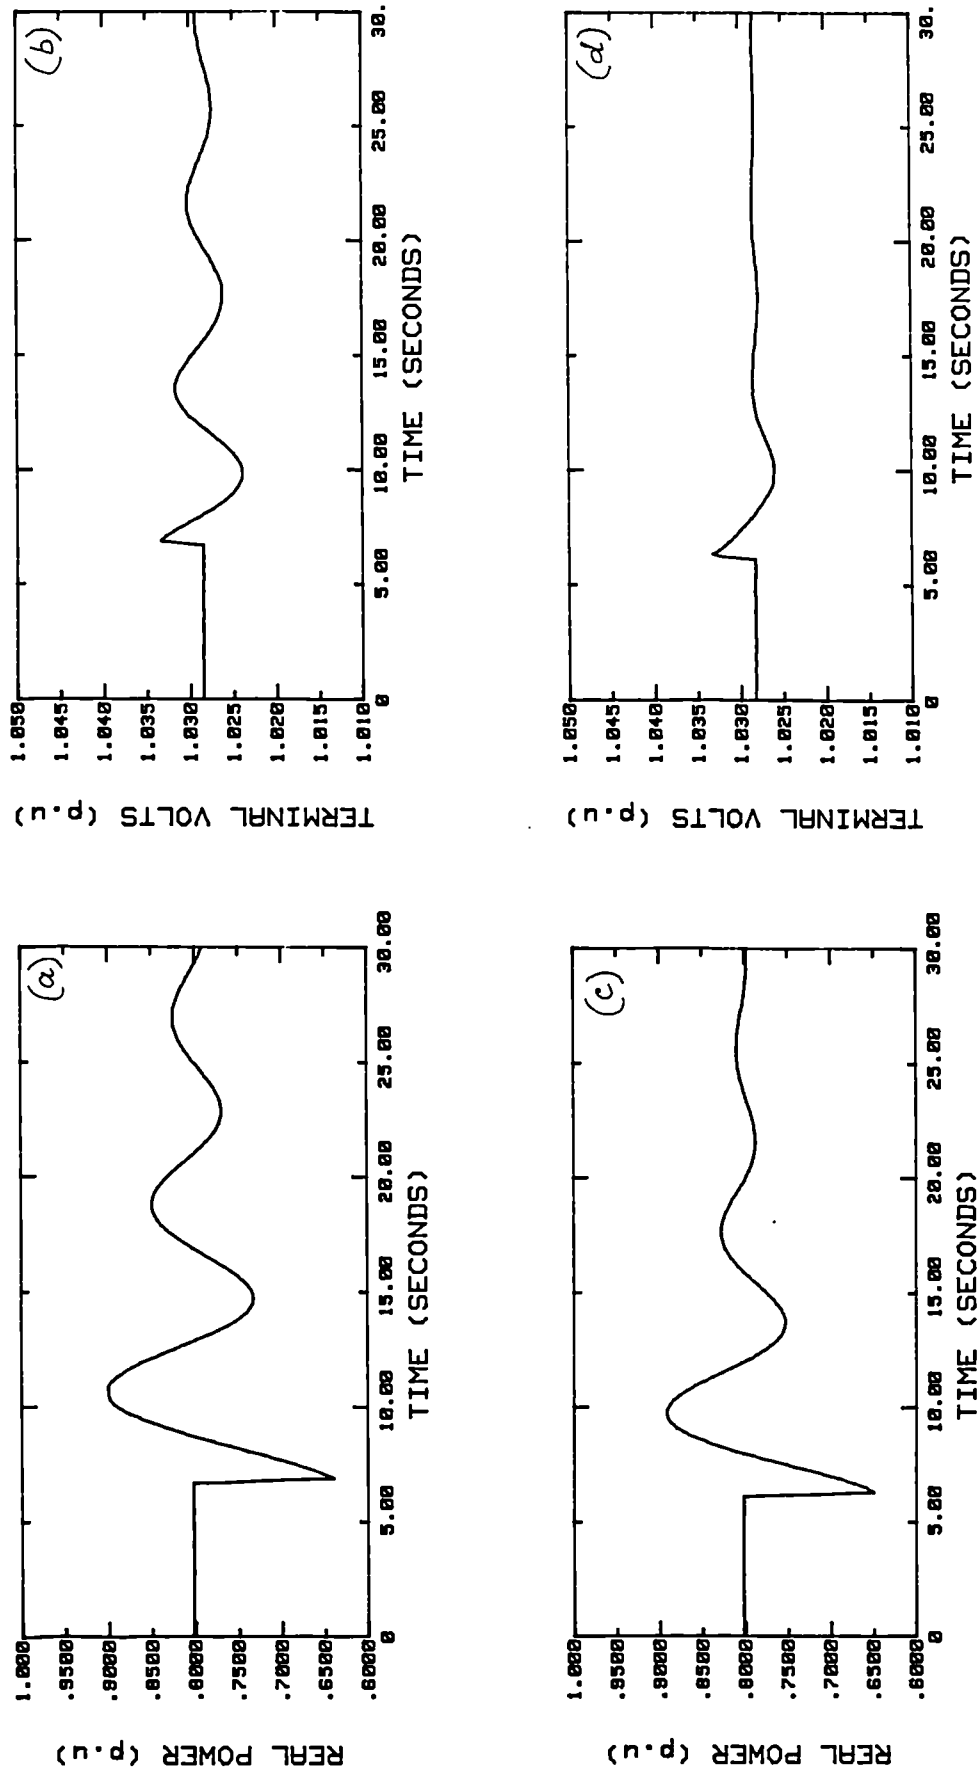 (a)
REAL POWER (p.u)
1.000
.9500
.9000
.8500
.8000
.7500
.7000
.6500
.6000
0 5.00 10.00 15.00 20.00 25.00 30.00
TIME (SECONDS)
(b)
TERMINAL VOLTS (p.u)
1.050
1.045
1.040
1.035
1.030
1.025
1.020
1.015
1.010
0 5.00 10.00 15.00 20.00 25.00 30.
TIME (SECONDS)
(c)
REAL POWER (p.u)
1.000
.9500
.9000
.8500
.8000
.7500
.7000
.6500
.6000
0 5.00 10.00 15.00 20.00 25.00 30.00
TIME (SECONDS)
(d)
TERMINAL VOLTS (p.u)
1.050
1.045
1.040
1.035
1.030
1.025
1.020
1.015
1.010
0 5.00 10.00 15.00 20.00 25.00 30.
TIME (SECONDS)